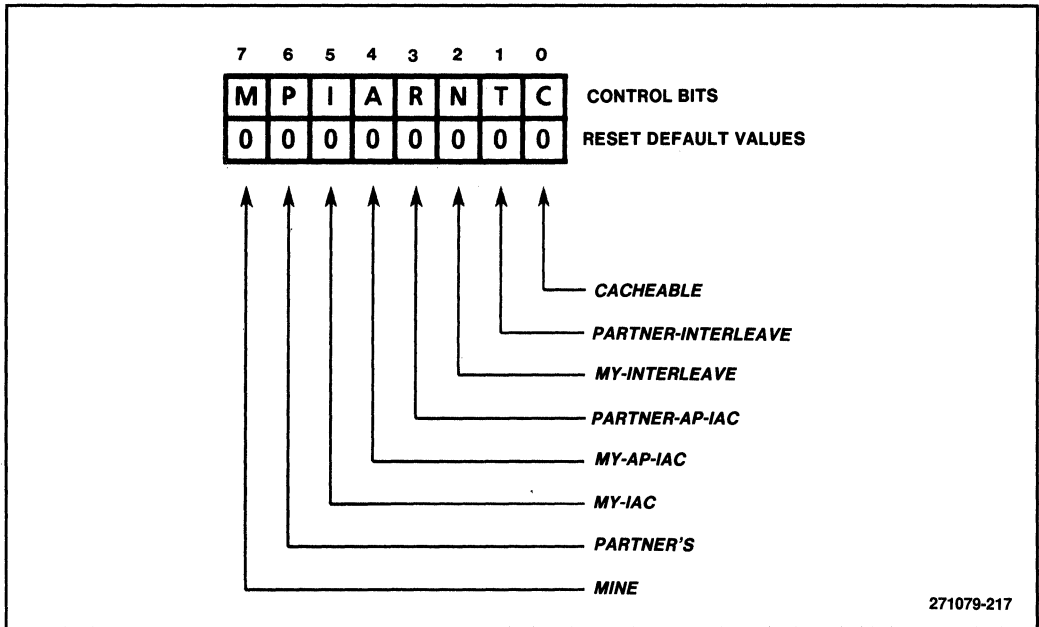 7 6 5 4 3 2 1 0
M P I A R N T C CONTROL BITS
0 0 0 0 0 0 0 0 RESET DEFAULT VALUES
CACHEABLE
PARTNER-INTERLEAVE
MY-INTERLEAVE
PARTNER-AP-IAC
MY-AP-IAC
MY-IAC
PARTNER'S
MINE
271079-217